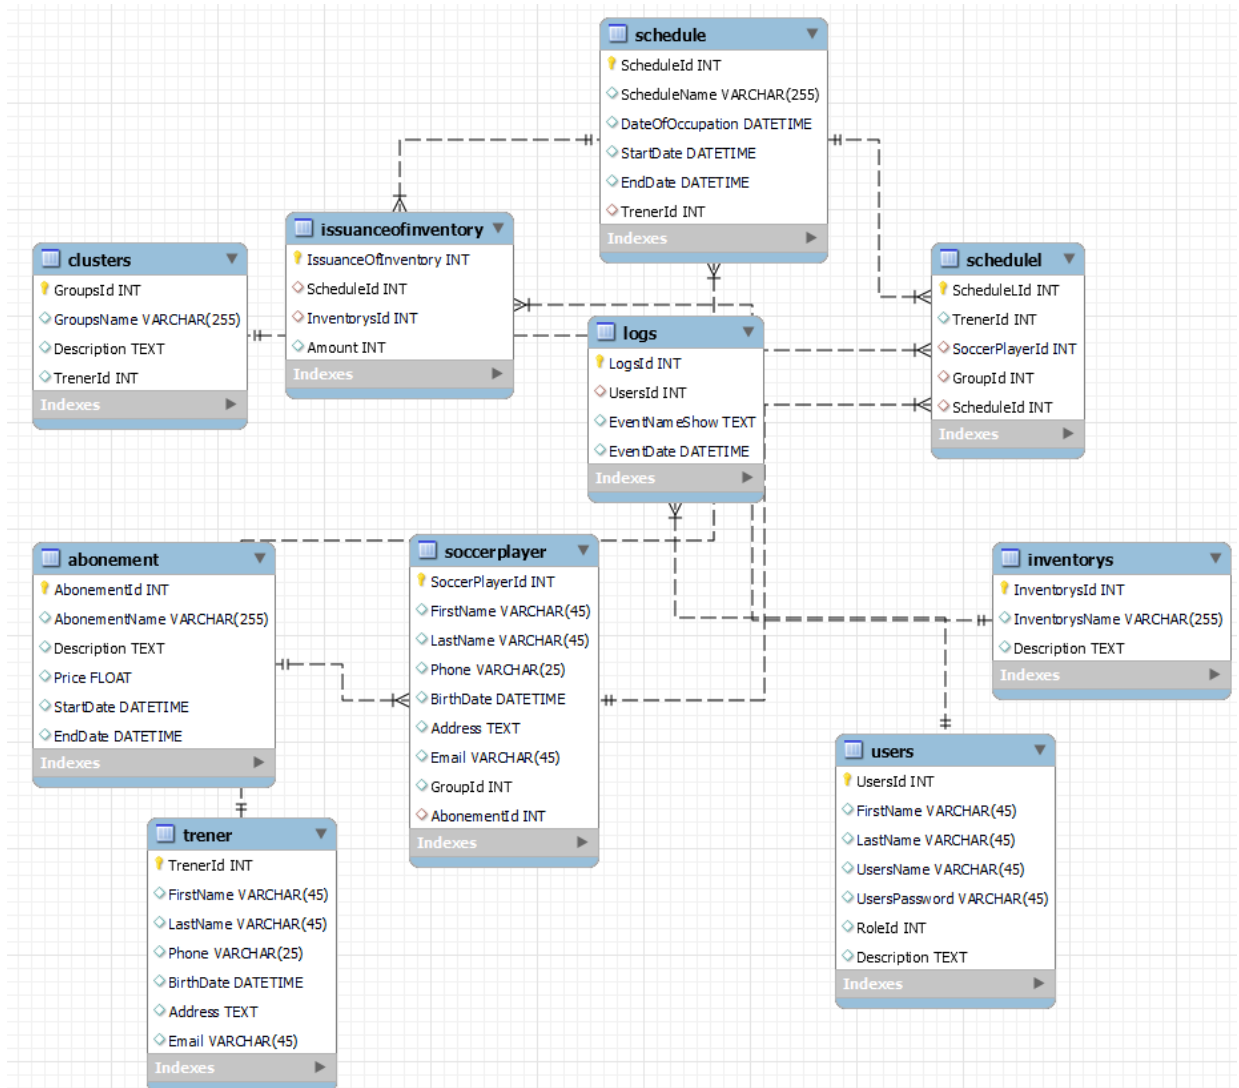 schedule
ScheduleId INT
ScheduleName VARCHAR(255)
DateOfOccupation DATETIME
StartDate DATETIME
EndDate DATETIME
TrenerId INT
Indexes
issuanceofinventory
IssuanceOfInventory INT
ScheduleId INT
InventorysId INT
Amount INT
Indexes
clusters
GroupsId INT
GroupsName VARCHAR(255)
Description TEXT
TrenerId INT
Indexes
schedulel
ScheduleLId INT
TrenerId INT
SoccerPlayerId INT
GroupId INT
ScheduleId INT
Indexes
logs
LogsId INT
UsersId INT
EventNameShow TEXT
EventDate DATETIME
Indexes
abonement
AbonementId INT
AbonementName VARCHAR(255)
Description TEXT
Price FLOAT
StartDate DATETIME
EndDate DATETIME
Indexes
soccerplayer
SoccerPlayerId INT
FirstName VARCHAR(45)
LastName VARCHAR(45)
Phone VARCHAR(25)
BirthDate DATETIME
Address TEXT
Email VARCHAR(45)
GroupId INT
AbonementId INT
Indexes
inventorys
InventorysId INT
InventorysName VARCHAR(255)
Description TEXT
Indexes
users
UsersId INT
FirstName VARCHAR(45)
LastName VARCHAR(45)
UsersName VARCHAR(45)
UsersPassword VARCHAR(45)
RoleId INT
Description TEXT
Indexes
trener
TrenerId INT
FirstName VARCHAR(45)
LastName VARCHAR(45)
Phone VARCHAR(25)
BirthDate DATETIME
Address TEXT
Email VARCHAR(45)
Indexes